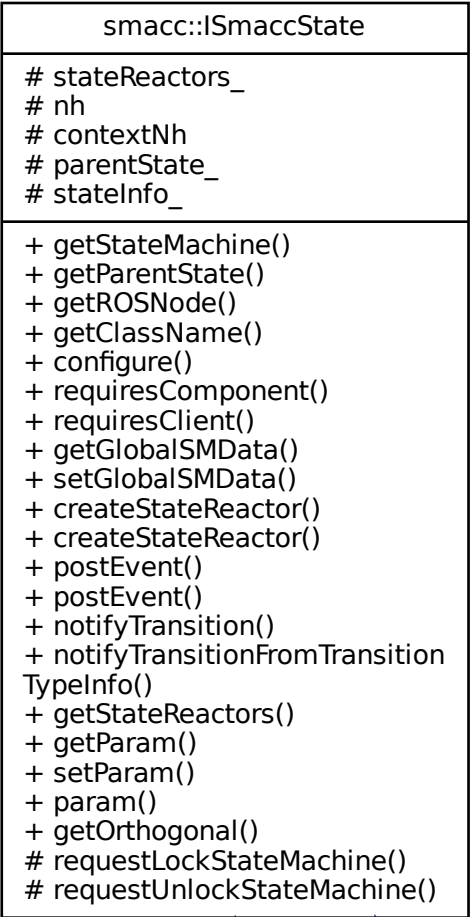 smacc::ISmaccState
# stateReactors_
# nh
# contextNh
# parentState_
# stateInfo_
+ getStateMachine()
+ getParentState()
+ getROSNode()
+ getClassName()
+ configure()
+ requiresComponent()
+ requiresClient()
+ getGlobalSMData()
+ setGlobalSMData()
+ createStateReactor()
+ createStateReactor()
+ postEvent()
+ postEvent()
+ notifyTransition()
+ notifyTransitionFromTransition
TypeInfo()
+ getStateReactors()
+ getParam()
+ setParam()
+ param()
+ getOrthogonal()
# requestLockStateMachine()
# requestUnlockStateMachine()